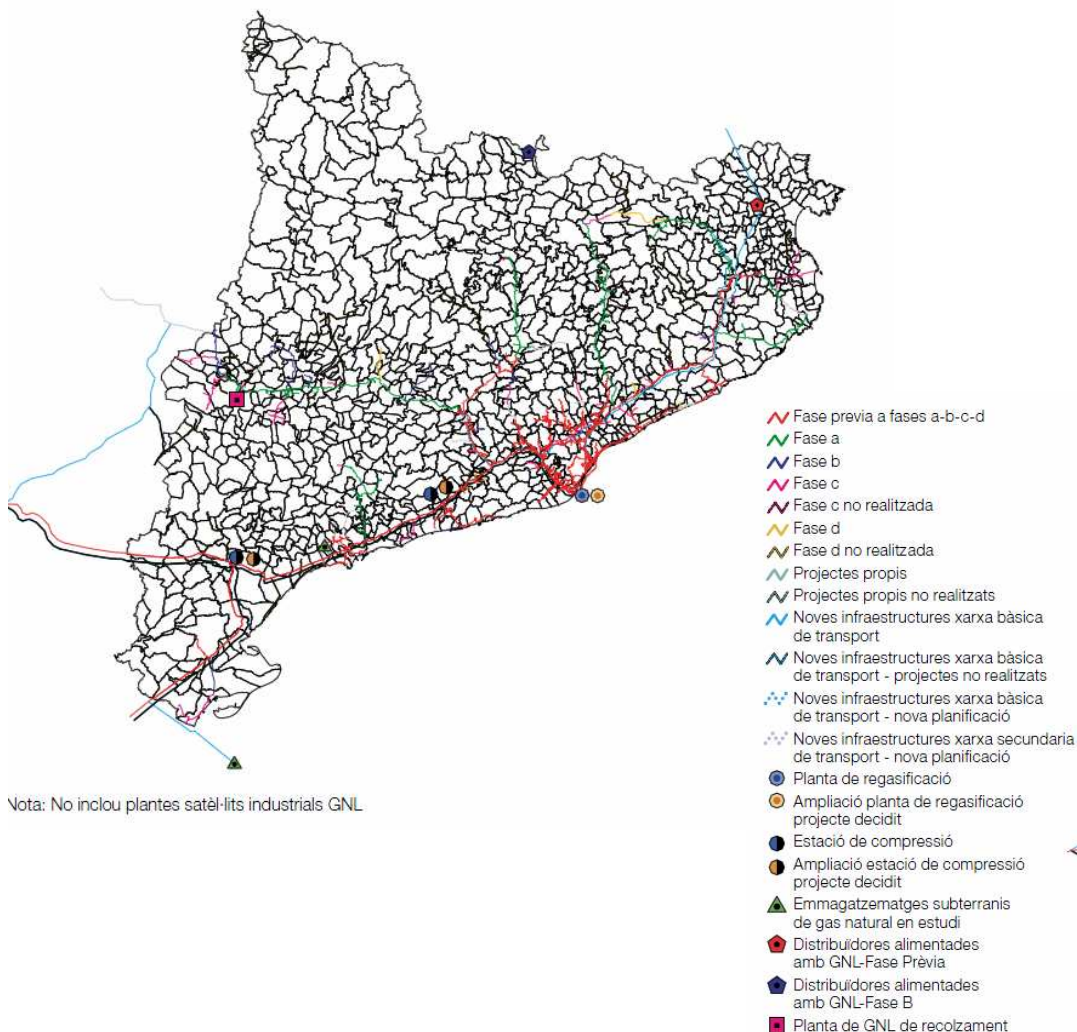 Fase previa a fases a-b-c-d
Fase a
Fase b
Fase c
Fase c no realitzada
Fase d
Fase d no realitzada
Projectes propis
Projectes propis no realitzats
Noves infraestructures xarxa bàsica
de transport
Noves infraestructures xarxa bàsica
de transport - projectes no realitzats
Noves infraestructures xarxa bàsica
de transport - nova planificació
Noves infraestructures xarxa secundaria
de transport - nova planificació
Planta de regasificació
Ampliació planta de regasificació
projecte decidit
Estació de compressió
Ampliació estació de compressió
projecte decidit
Emmagatzematges subterranis
de gas natural en estudi
Distribuïdores alimentades
amb GNL-Fase Prèvia
Distribuïdores alimentades
amb GNL-Fase B
Planta de GNL de recolzament
Nota: No inclou plantes satèl·lits industrials GNL